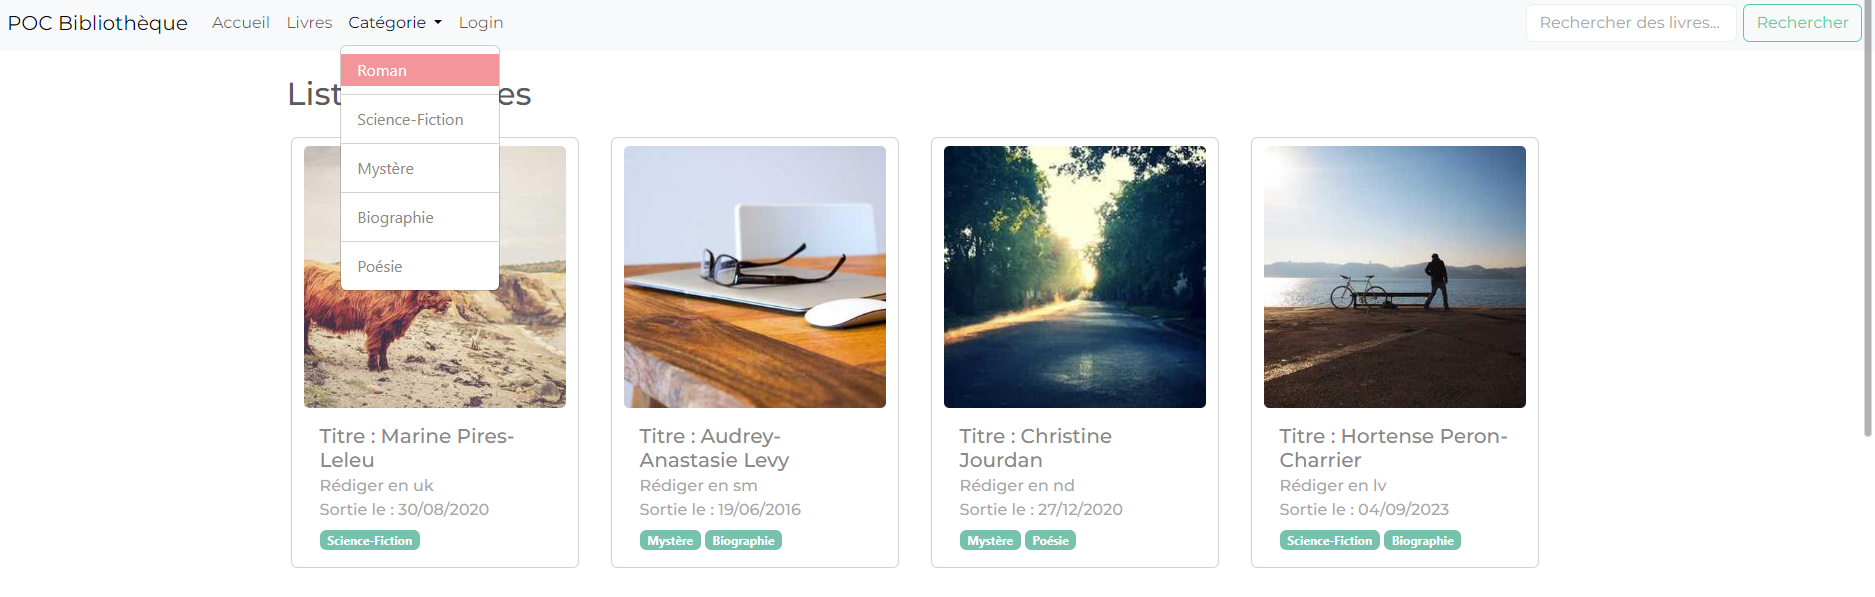 POC Bibliothèque Accueil Livres Catégorie Login Rechercher des livres... Rechercher
Roman
Science-Fiction
Mystère
Biographie
Poésie
Titre : Marine Pires-
Leleu
Rédiger en uk
Sortie le : 30/08/2020
Science-Fiction
Titre : Audrey-
Anastasie Levy
Rédiger en sm
Sortie le : 19/06/2016
Mystère Biographie
Titre : Christine
Jourdan
Rédiger en nd
Sortie le : 27/12/2020
Mystère Poésie
Titre : Hortense Peron-
Charrier
Rédiger en lv
Sortie le : 04/09/2023
Science-Fiction Biographie